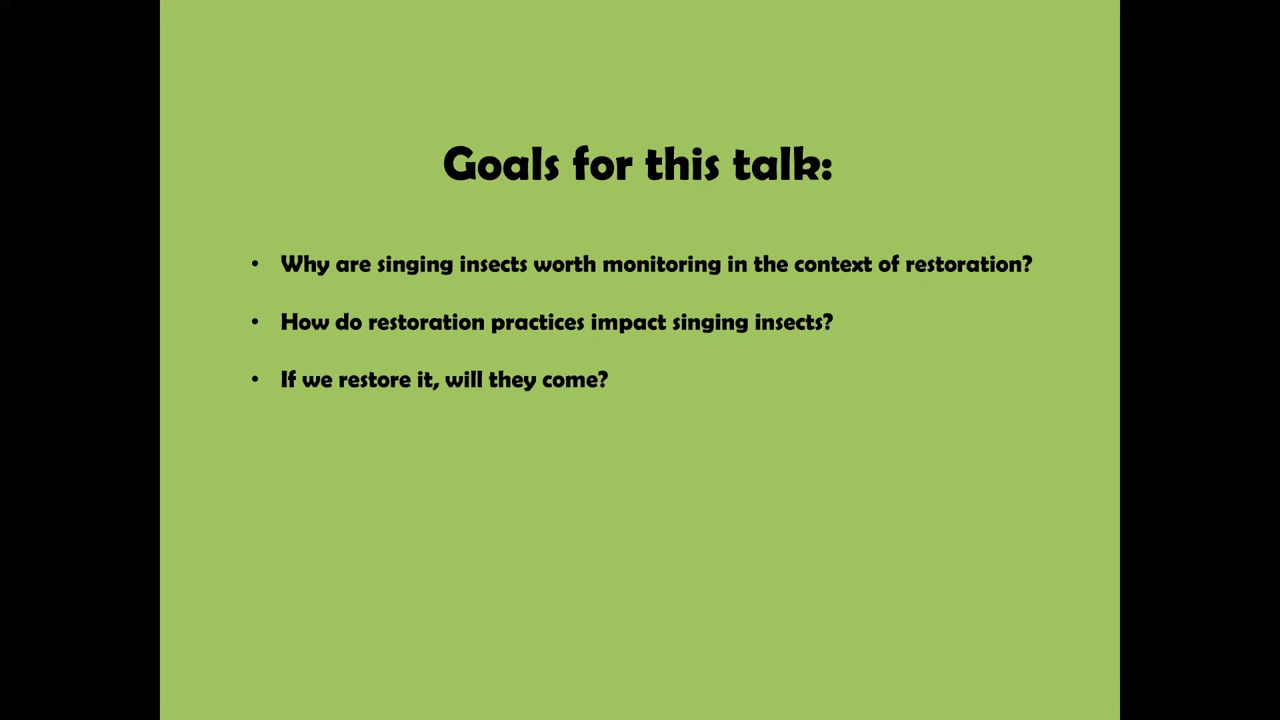 Goals for this talk:
• Why are singing insects worth monitoring in the context of restoration?
• How do restoration practices impact singing insects?
• If we restore it, will they come?